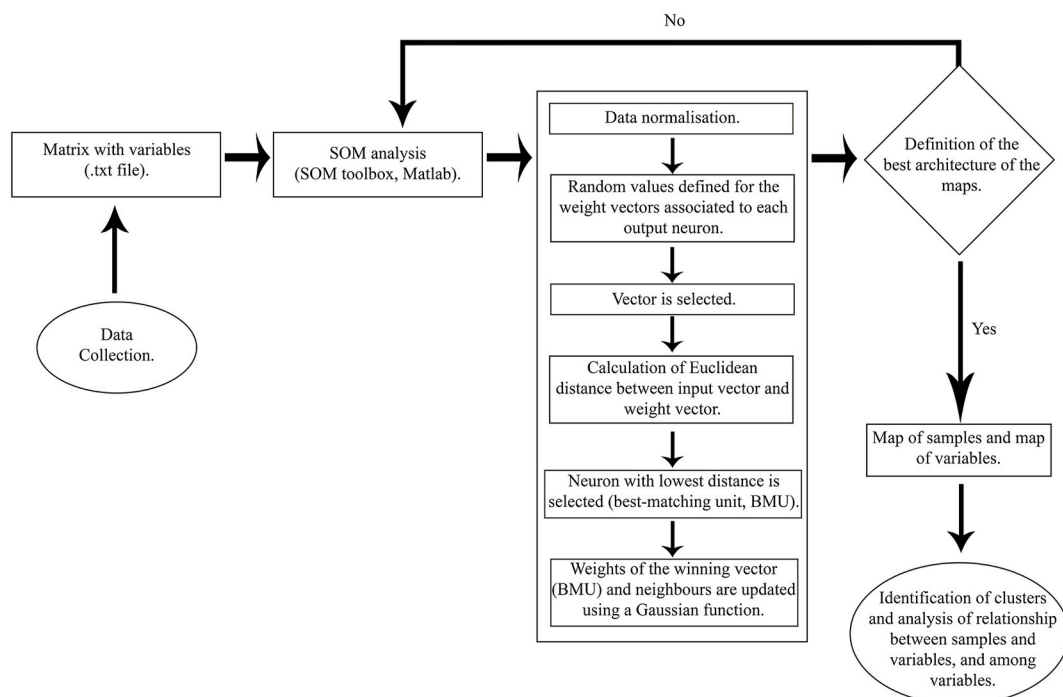 No
Matrix with variables
(.txt file).
SOM analysis
(SOM toolbox, Matlab).
Data
Collection.
Data normalisation.
Random values defined for the
weight vectors associated to each
output neuron.
Vector is selected.
Calculation of Euclidean
distance between input vector and
weight vector.
Neuron with lowest distance is
selected (best-matching unit, BMU).
Weights of the winning vector
(BMU) and neighbours are updated
using a Gaussian function.
Definition of the
best architecture of the
maps.
Yes
Map of samples and map
of variables.
Identification of clusters
and analysis of relationship
between samples and
variables, and among
variables.